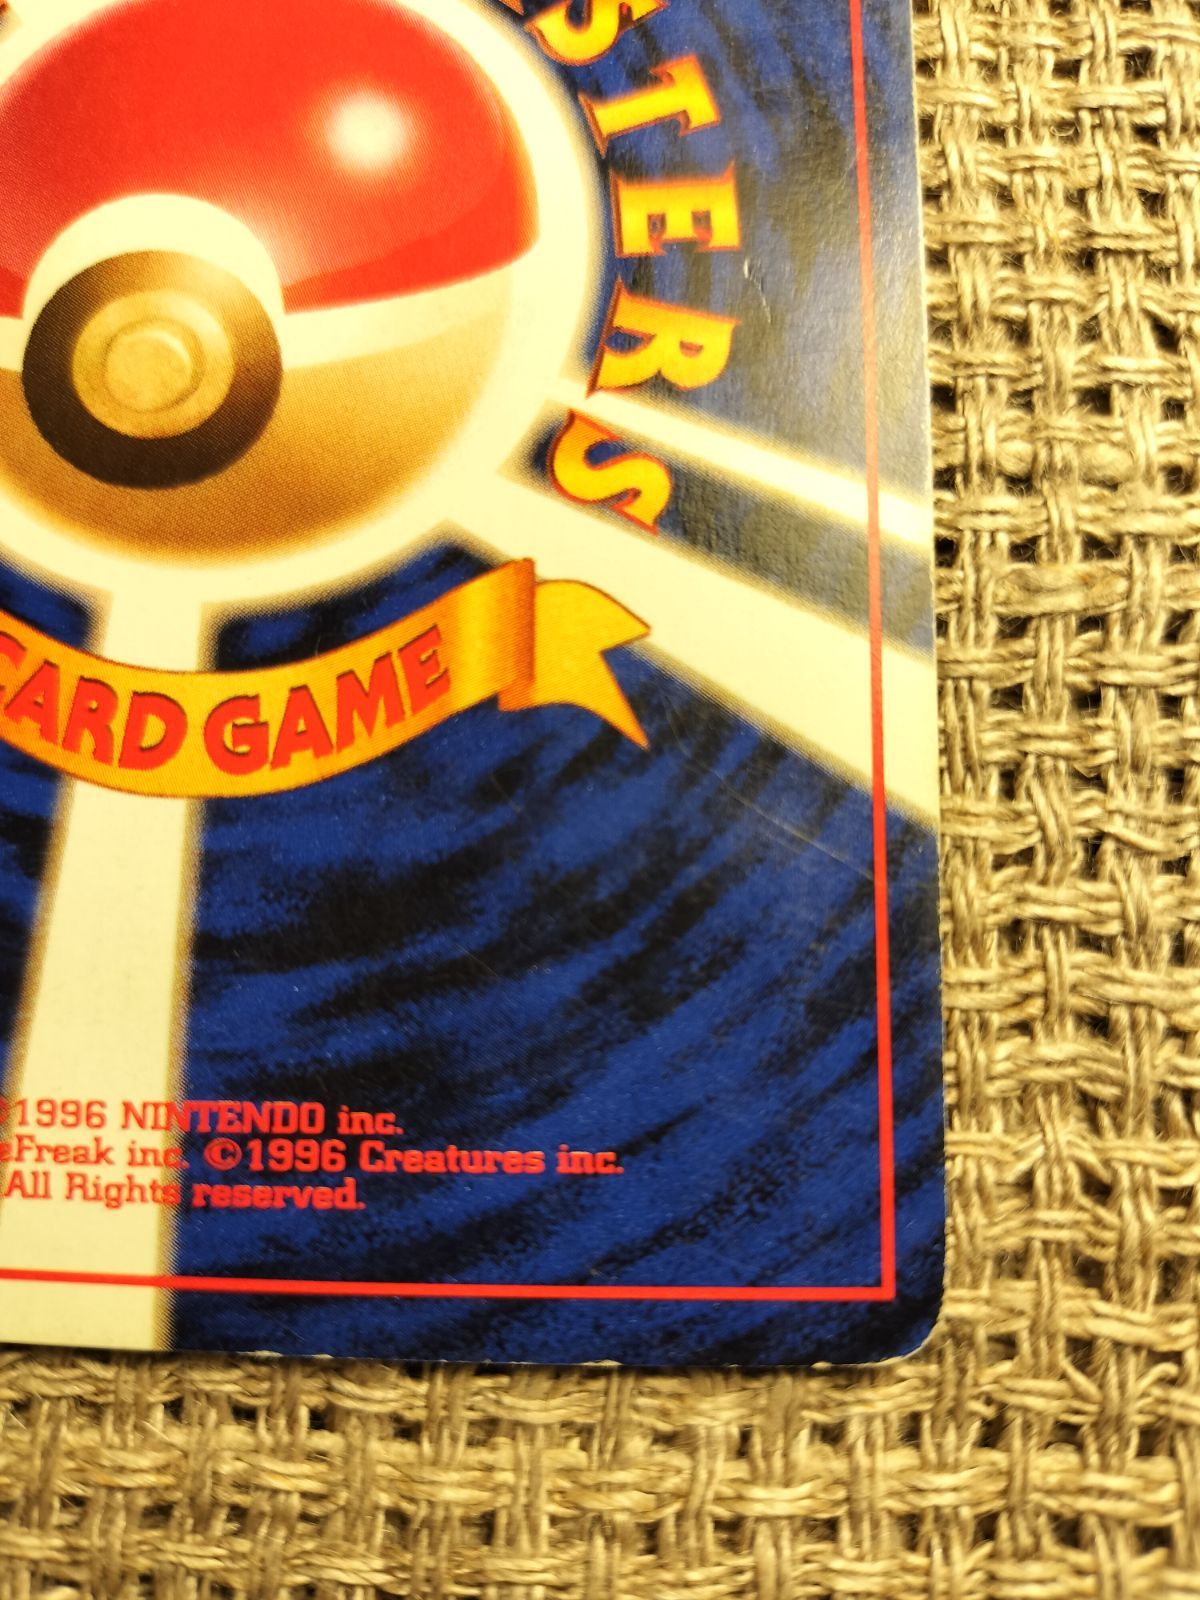 STERS
CARD GAME
©1996 NINTENDO inc.
eFreak inc. ©1996 Creatures inc.
All Rights reserved.